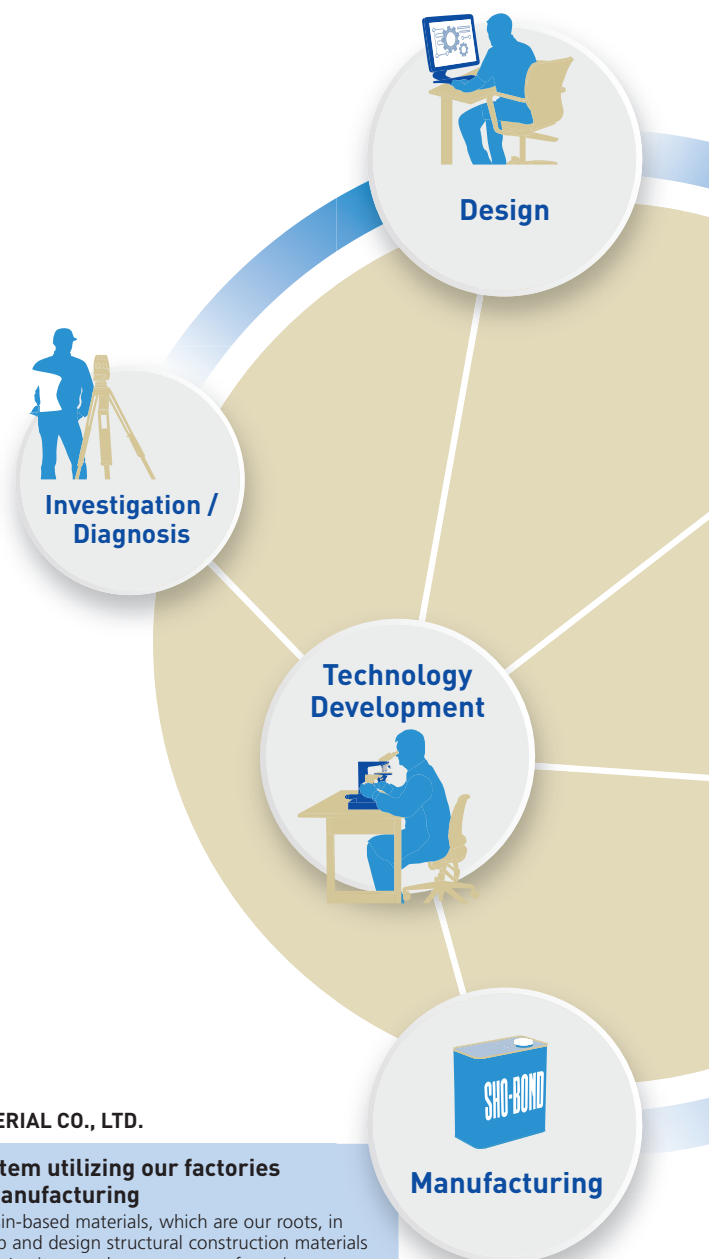 Design
Investigation /
Diagnosis
Technology
Development
SHO-BOND
Manufacturing
ERIAL CO., LTD.
tem utilizing our factories
anufacturing
in-based materials, which are our roots, in
p and design structural construction materials